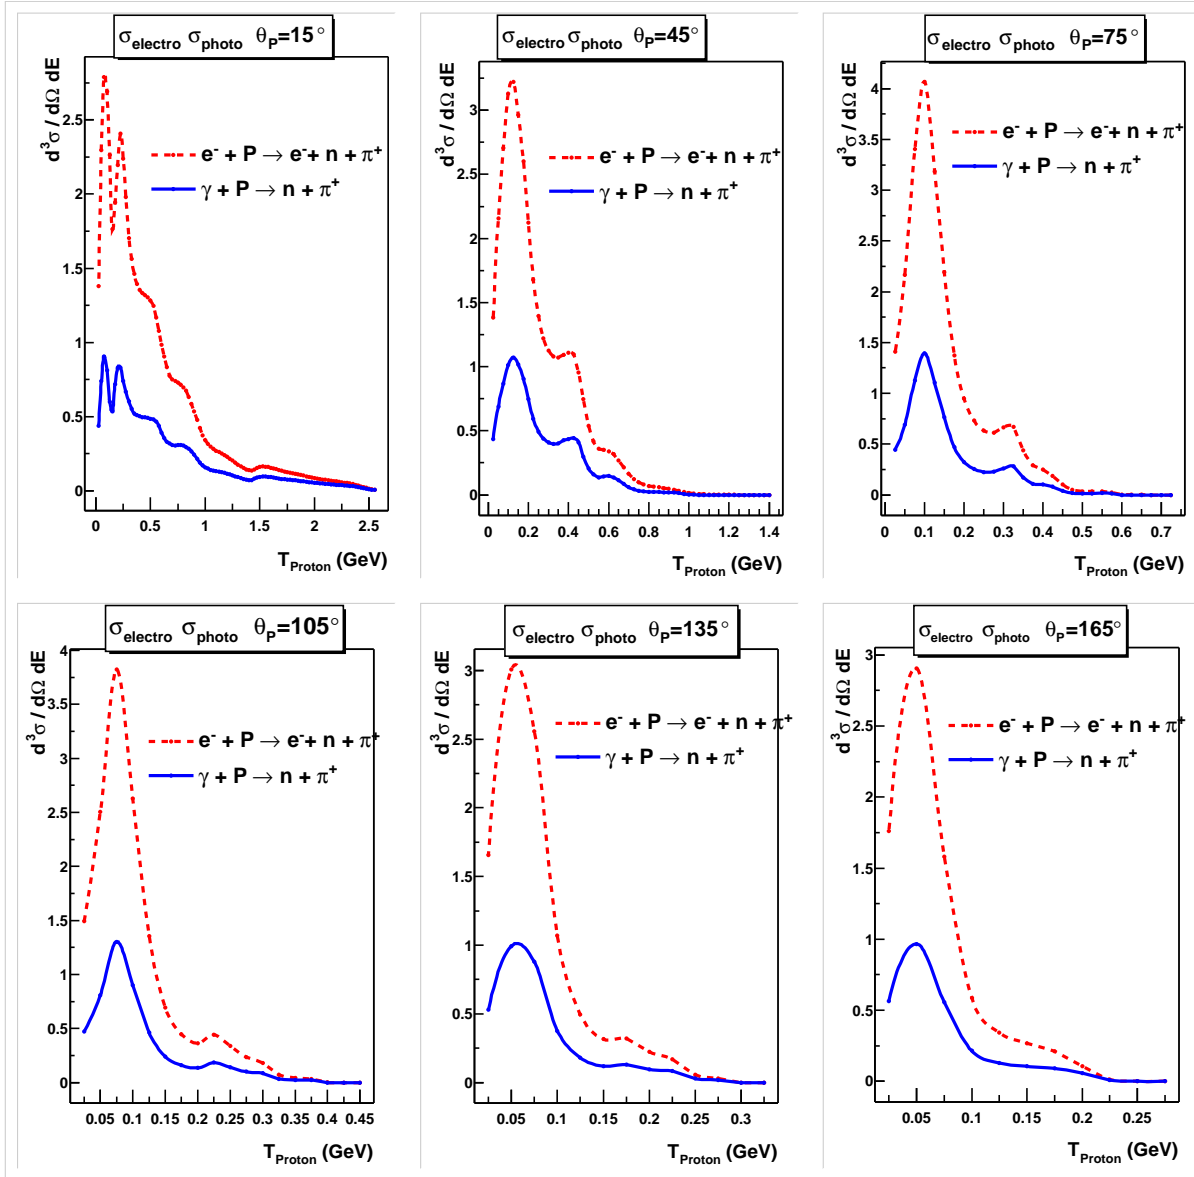 σelectro σphoto θP=15°
d³σ / dΩ dE
2.5
2
1.5
1
0.5
0
e⁻ + P → e⁻+ n + π⁺
γ + P → n + π⁺
0 0.5 1 1.5 2 2.5
TProton (GeV)
σelectro σphoto θP=45°
d³σ / dΩ dE
3
2.5
2
1.5
1
0.5
0
e⁻ + P → e⁻+ n + π⁺
γ + P → n + π⁺
0 0.2 0.4 0.6 0.8 1 1.2 1.4
TProton (GeV)
σelectro σphoto θP=75°
d³σ / dΩ dE
4
3.5
3
2.5
2
1.5
1
0.5
0
e⁻ + P → e⁻+ n + π⁺
γ + P → n + π⁺
0 0.1 0.2 0.3 0.4 0.5 0.6 0.7
TProton (GeV)
σelectro σphoto θP=105°
d³σ / dΩ dE
4
3.5
3
2.5
2
1.5
1
0.5
0
e⁻ + P → e⁻+ n + π⁺
γ + P → n + π⁺
0.05 0.1 0.15 0.2 0.25 0.3 0.35 0.4 0.45
TProton (GeV)
σelectro σphoto θP=135°
d³σ / dΩ dE
3
2.5
2
1.5
1
0.5
0
e⁻ + P → e⁻ + n + π⁺
γ + P → n + π⁺
0.05 0.1 0.15 0.2 0.25 0.3
TProton (GeV)
σelectro σphoto θP=165°
d³σ / dΩ dE
3
2.5
2
1.5
1
0.5
0
e⁻ + P → e⁻ + n + π⁺
γ + P → n + π⁺
0.05 0.1 0.15 0.2 0.25
TProton (GeV)